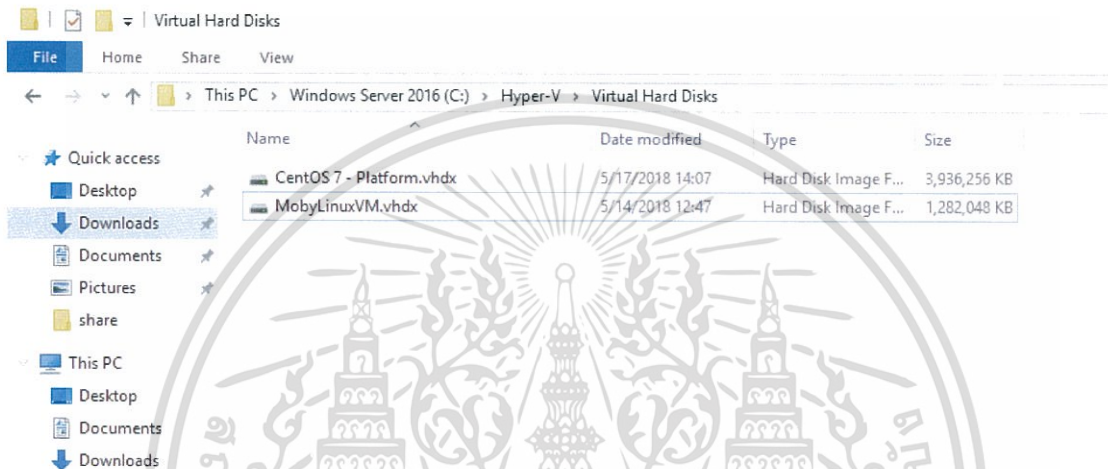 Virtual Hard Disks
File Home Share View
This PC > Windows Server 2016 (C:) > Hyper-V > Virtual Hard Disks
Name Date modified Type Size
Quick access
CentOS 7 - Platform.vhdx 5/17/2018 14:07 Hard Disk Image F... 3,936,256 KB
Desktop
MobyLinuxVM.vhdx 5/14/2018 12:47 Hard Disk Image F... 1,282,048 KB
Downloads
Documents
Pictures
share
This PC
Desktop
Documents
Downloads